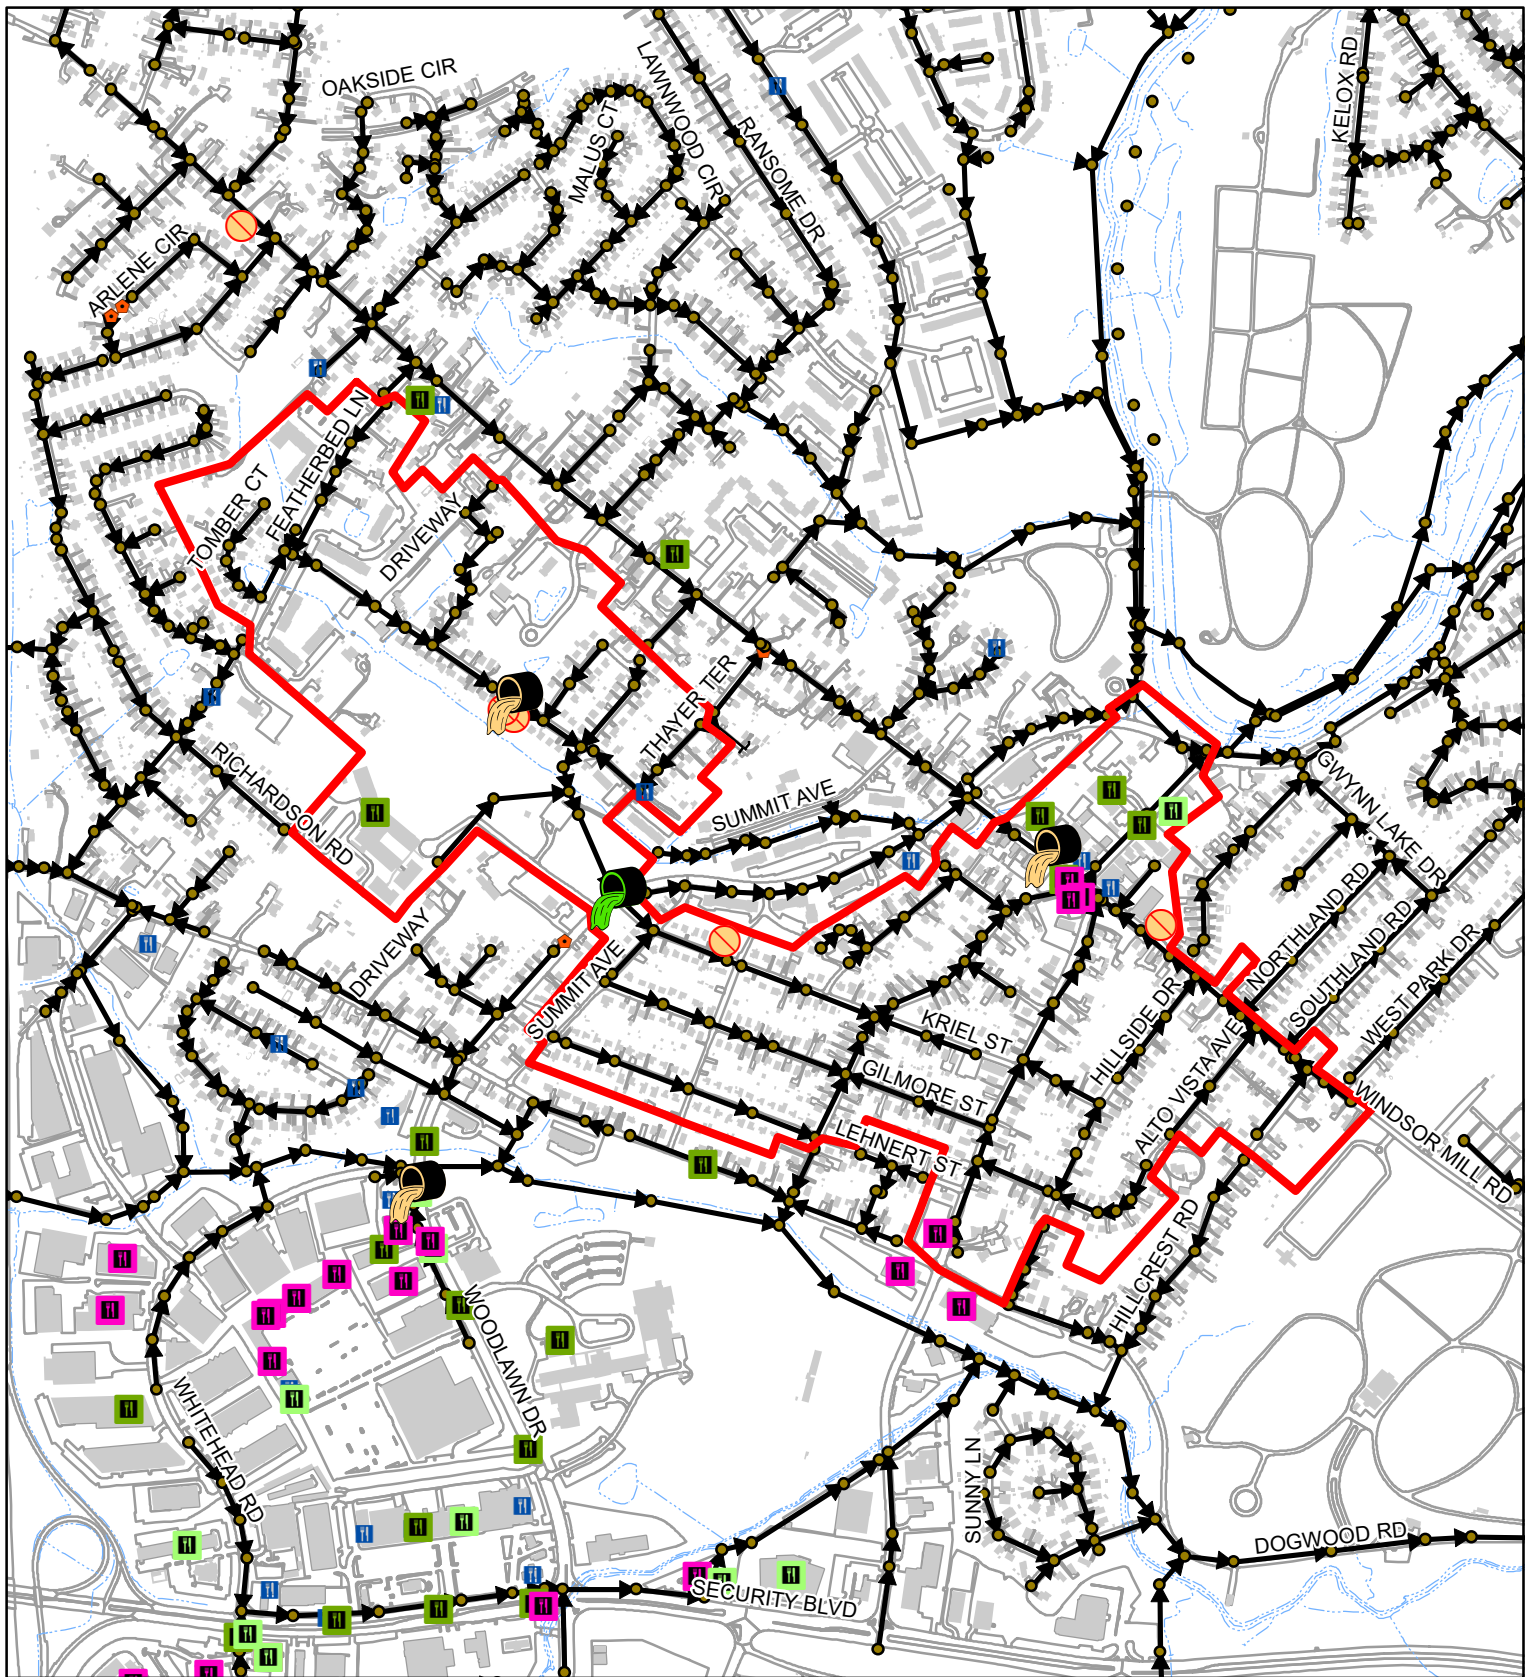 OAKSIDE CIR
LAWNWOOD CIR
KELOX RD
MALUS CT
RANSOME DR
ARLENE CIR
FEATHERBED LN
TOMBER CT
DRIVEWAY
THAYER TER
RICHARDSON RD
SUMMIT AVE
GWYNN LAKE DR
NORTHLAND RD
SOUTHLAND RD
WEST PARK DR
DRIVEWAY
SUMMIT AVE
KRIEL ST
HILLSIDE DR
GILMORE ST
ALTO VISTA AVE
LEHNERT ST
WINDSOR MILL RD
HILLCREST RD
WOODLAWN DR
WHITEHEAD RD
SUNNY LN
DOGWOOD RD
SECURITY BLVD